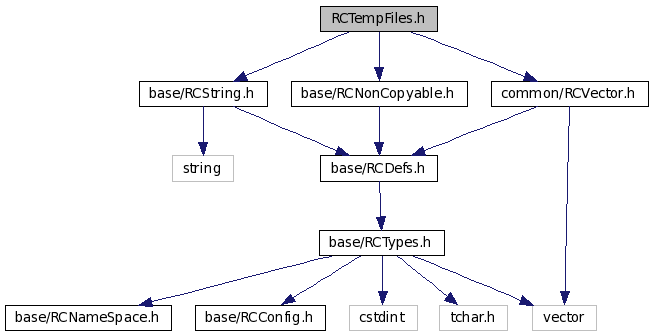 RCTempFiles.h
base/RCString.h
base/RCNonCopyable.h
common/RCVector.h
string
base/RCDefs.h
base/RCTypes.h
base/RCNameSpace.h
base/RCConfig.h
cstdint
tchar.h
vector